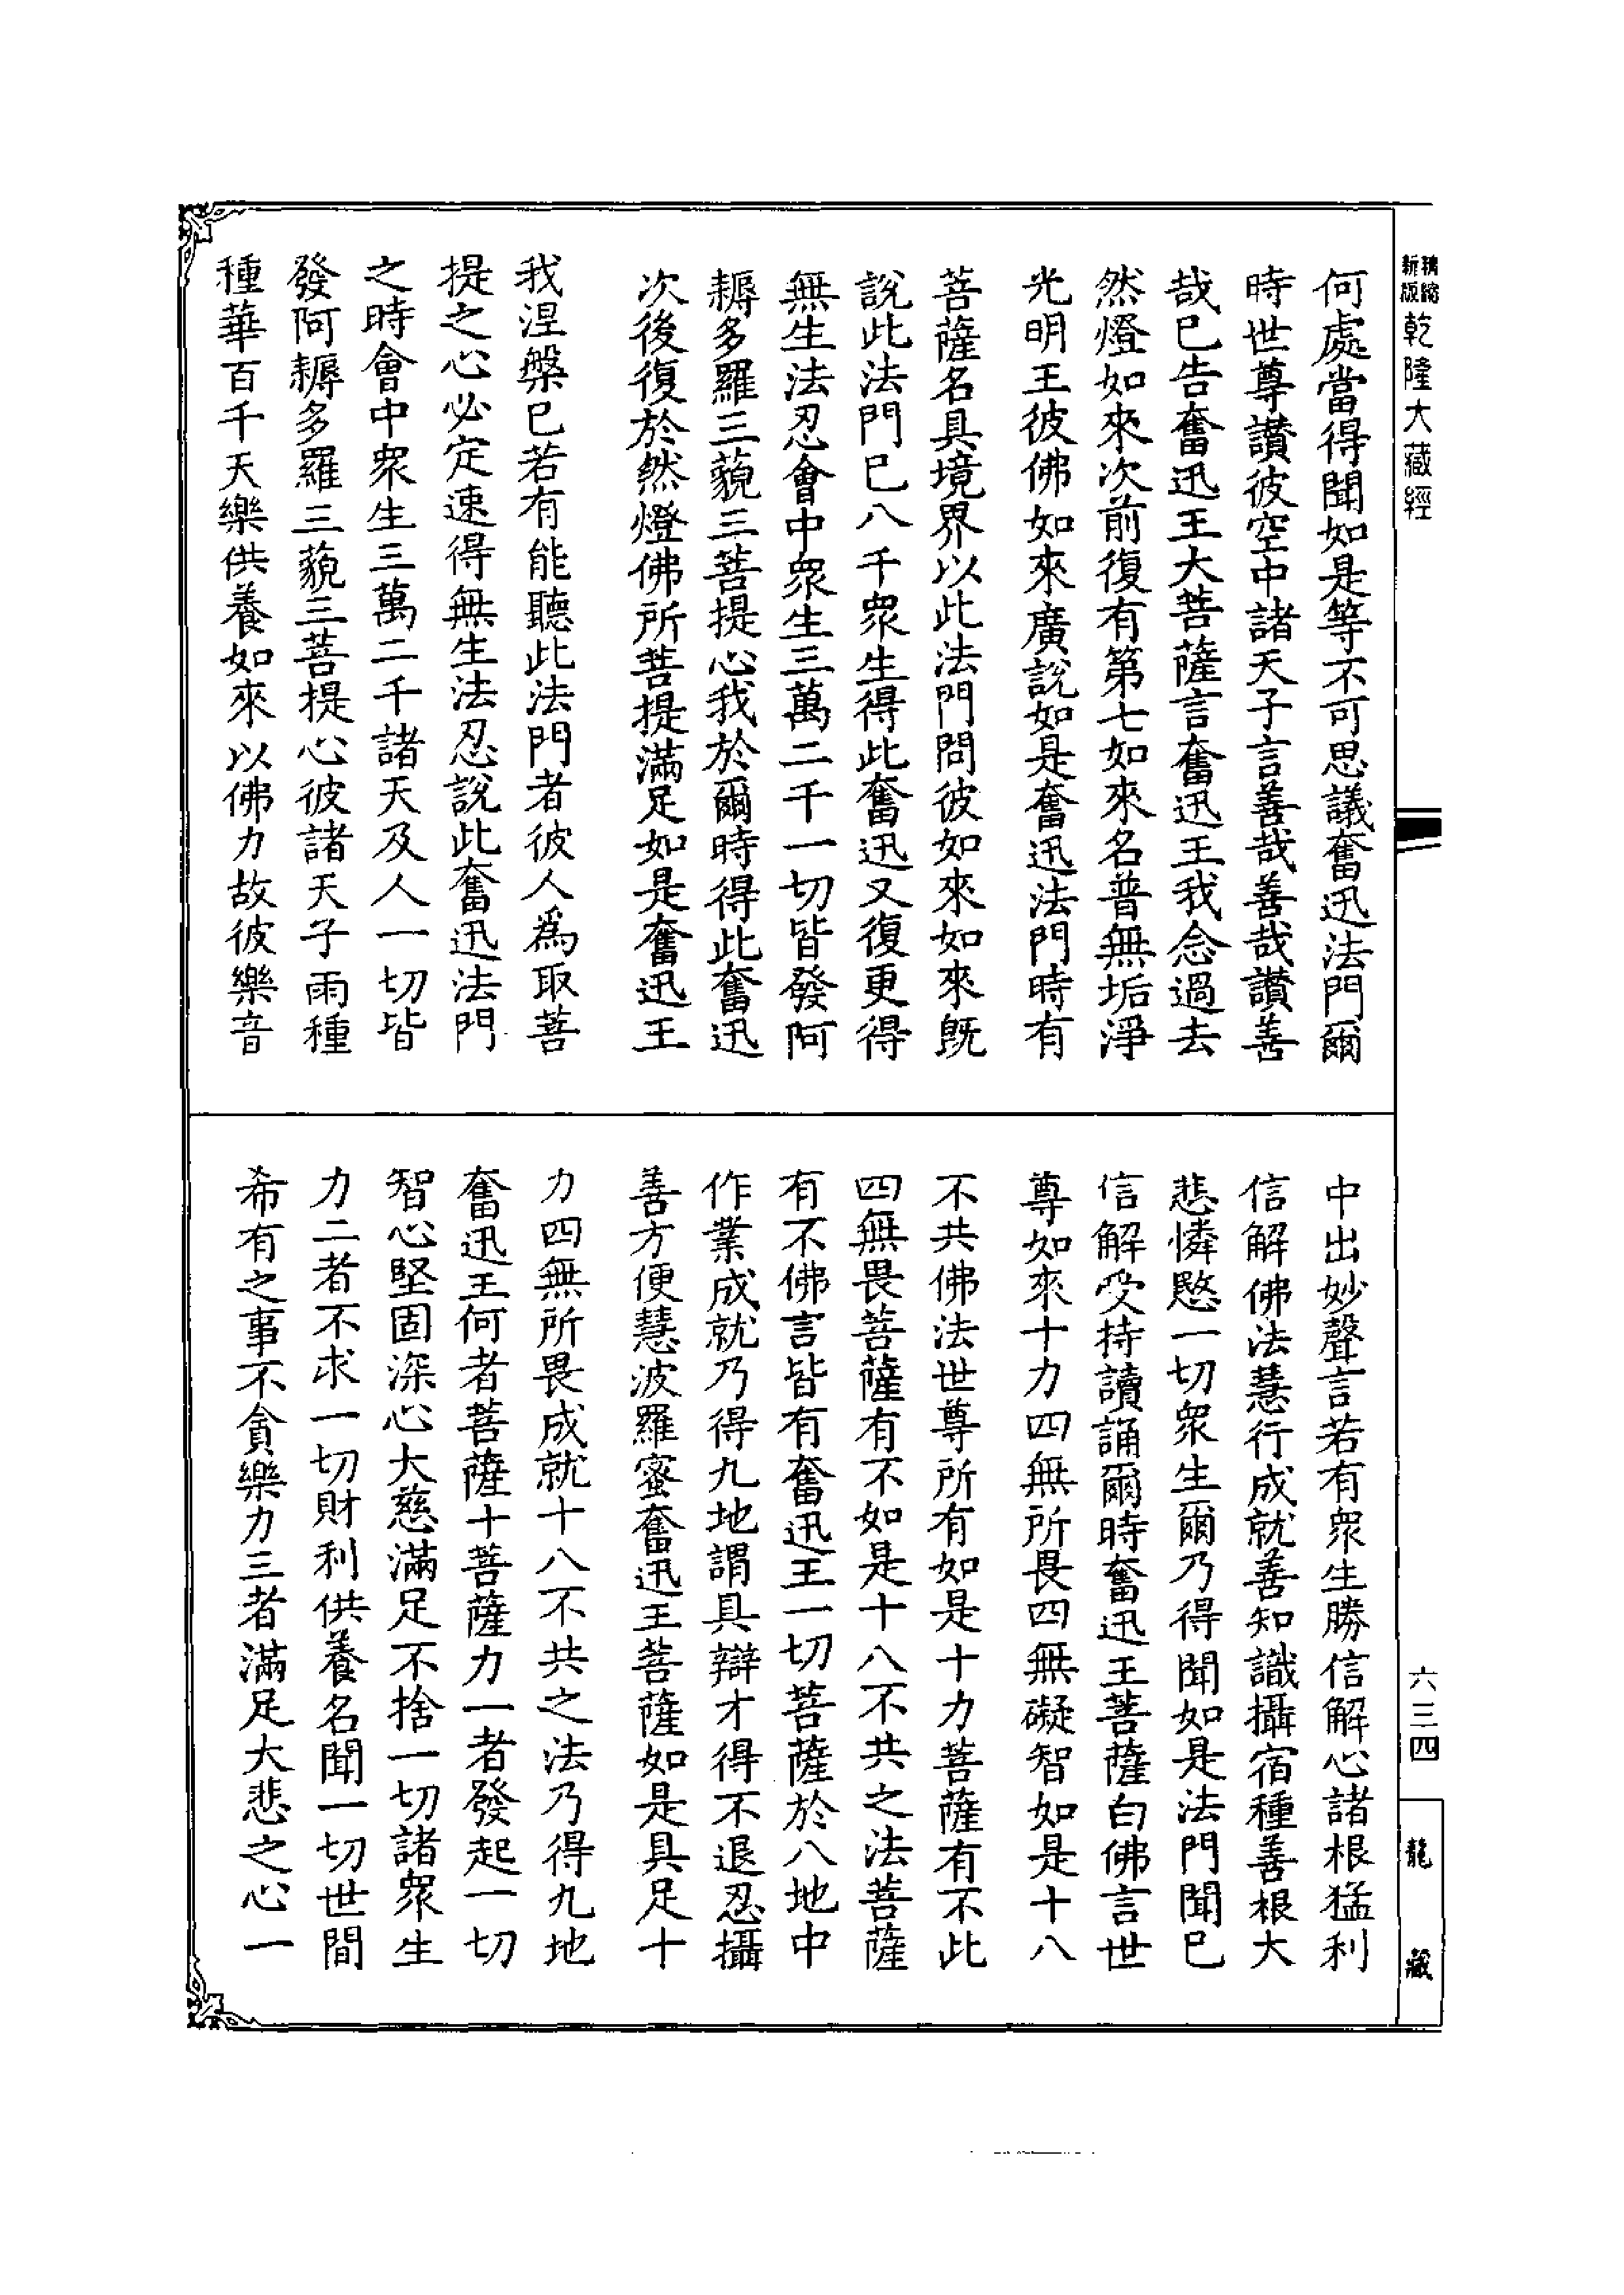 精縮新版乾隆大藏經
何處當得聞如是等不可思議奮迅法門爾
時世尊讚彼空中諸天子言善哉善哉讚善
哉已告奮迅王大菩薩言奮迅王我念過去
然燈如來次前復有第七如來名普無垢淨
光明王彼佛如來廣說如是奮迅法門時有
菩薩名具境界以此法門問彼如來如來旣
說此法門已八千衆生得此奮迅又復更得
無生法忍會中衆生三萬二千一切皆發阿
耨多羅三藐三菩提心我於爾時得此奮迅
次後復於然燈佛所菩提滿足如是奮迅王
我涅槃已若有能聽此法門者彼人爲取菩
提之心必定速得無生法忍說此奮迅法門
之時會中衆生三萬二千諸天及人一切皆
發阿耨多羅三藐三菩提心彼諸天子雨種
種華百千天樂供養如來以佛力故彼樂音
中出妙聲言若有衆生勝信解心諸根猛利
信解佛法慧行成就善知識攝宿種善根大
悲憐愍一切衆生爾乃得聞如是法門聞已
信解受持讀誦爾時奮迅王菩薩白佛言世
尊如來十力四無所畏四無礙智如是十八
不共佛法世尊所有如是十力菩薩有不此
四無畏菩薩有不如是十八不共之法菩薩
有不佛言皆有奮迅王一切菩薩於八地中
作業成就乃得九地謂具辯才得不退忍攝
善方便慧波羅蜜奮迅王菩薩如是具足十
力四無所畏成就十八不共之法乃得九地
奮迅王何者菩薩十菩薩力一者發起一切
智心堅固深心大慈滿足不捨一切諸衆生
力二者不求一切財利供養名聞一切世間
希有之事不貪樂力三者滿足大悲之心一
六三四
龍藏